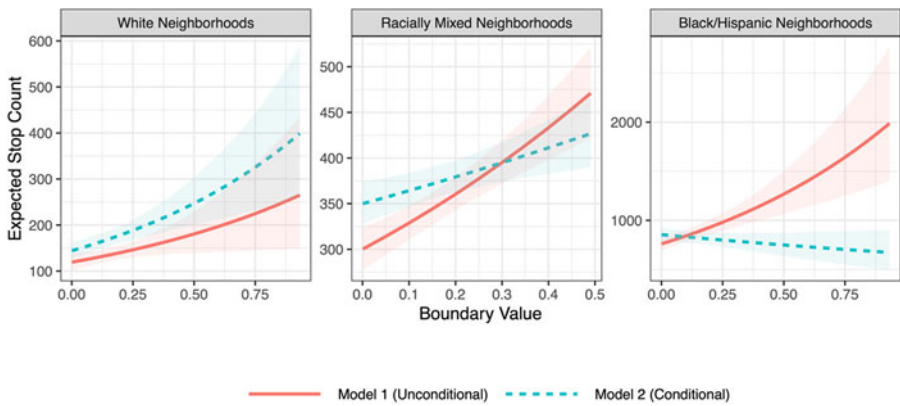 White Neighborhoods
Racially Mixed Neighborhoods
Black/Hispanic Neighborhoods
Expected Stop Count
600
500
400
300
200
100
0.00 0.25 0.50 0.75
500
450
400
350
300
0.0 0.1 0.2 0.3 0.4 0.5
2000
1000
0.00 0.25 0.50 0.75
Boundary Value
Model 1 (Unconditional) Model 2 (Conditional)